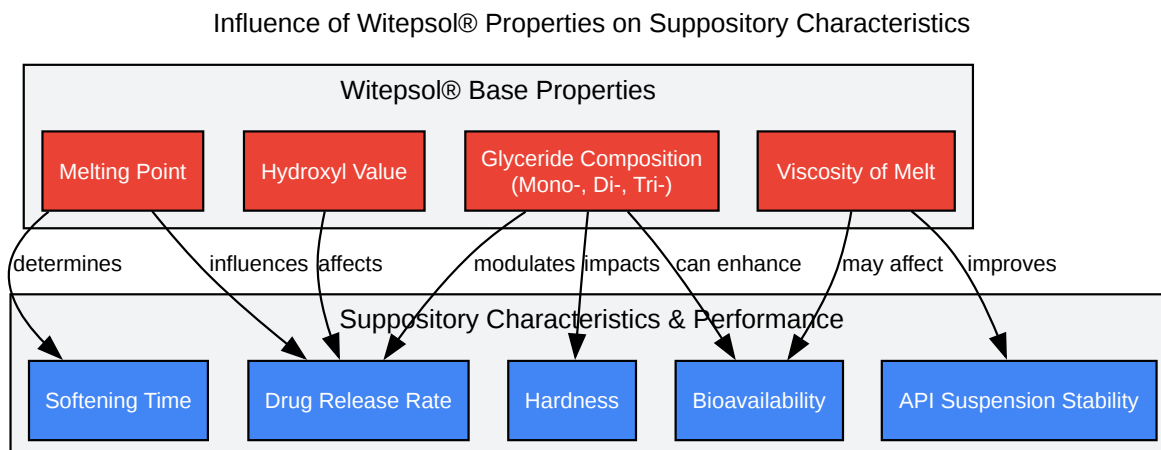 Influence of Witepsol® Properties on Suppository Characteristics
Witepsol® Base Properties
Melting Point
Hydroxyl Value
Glyceride Composition
(Mono-, Di-, Tri-)
Viscosity of Melt
determines
influences
affects
modulates
impacts
can enhance
may affect
improves
Suppository Characteristics & Performance
Softening Time
Drug Release Rate
Hardness
Bioavailability
API Suspension Stability